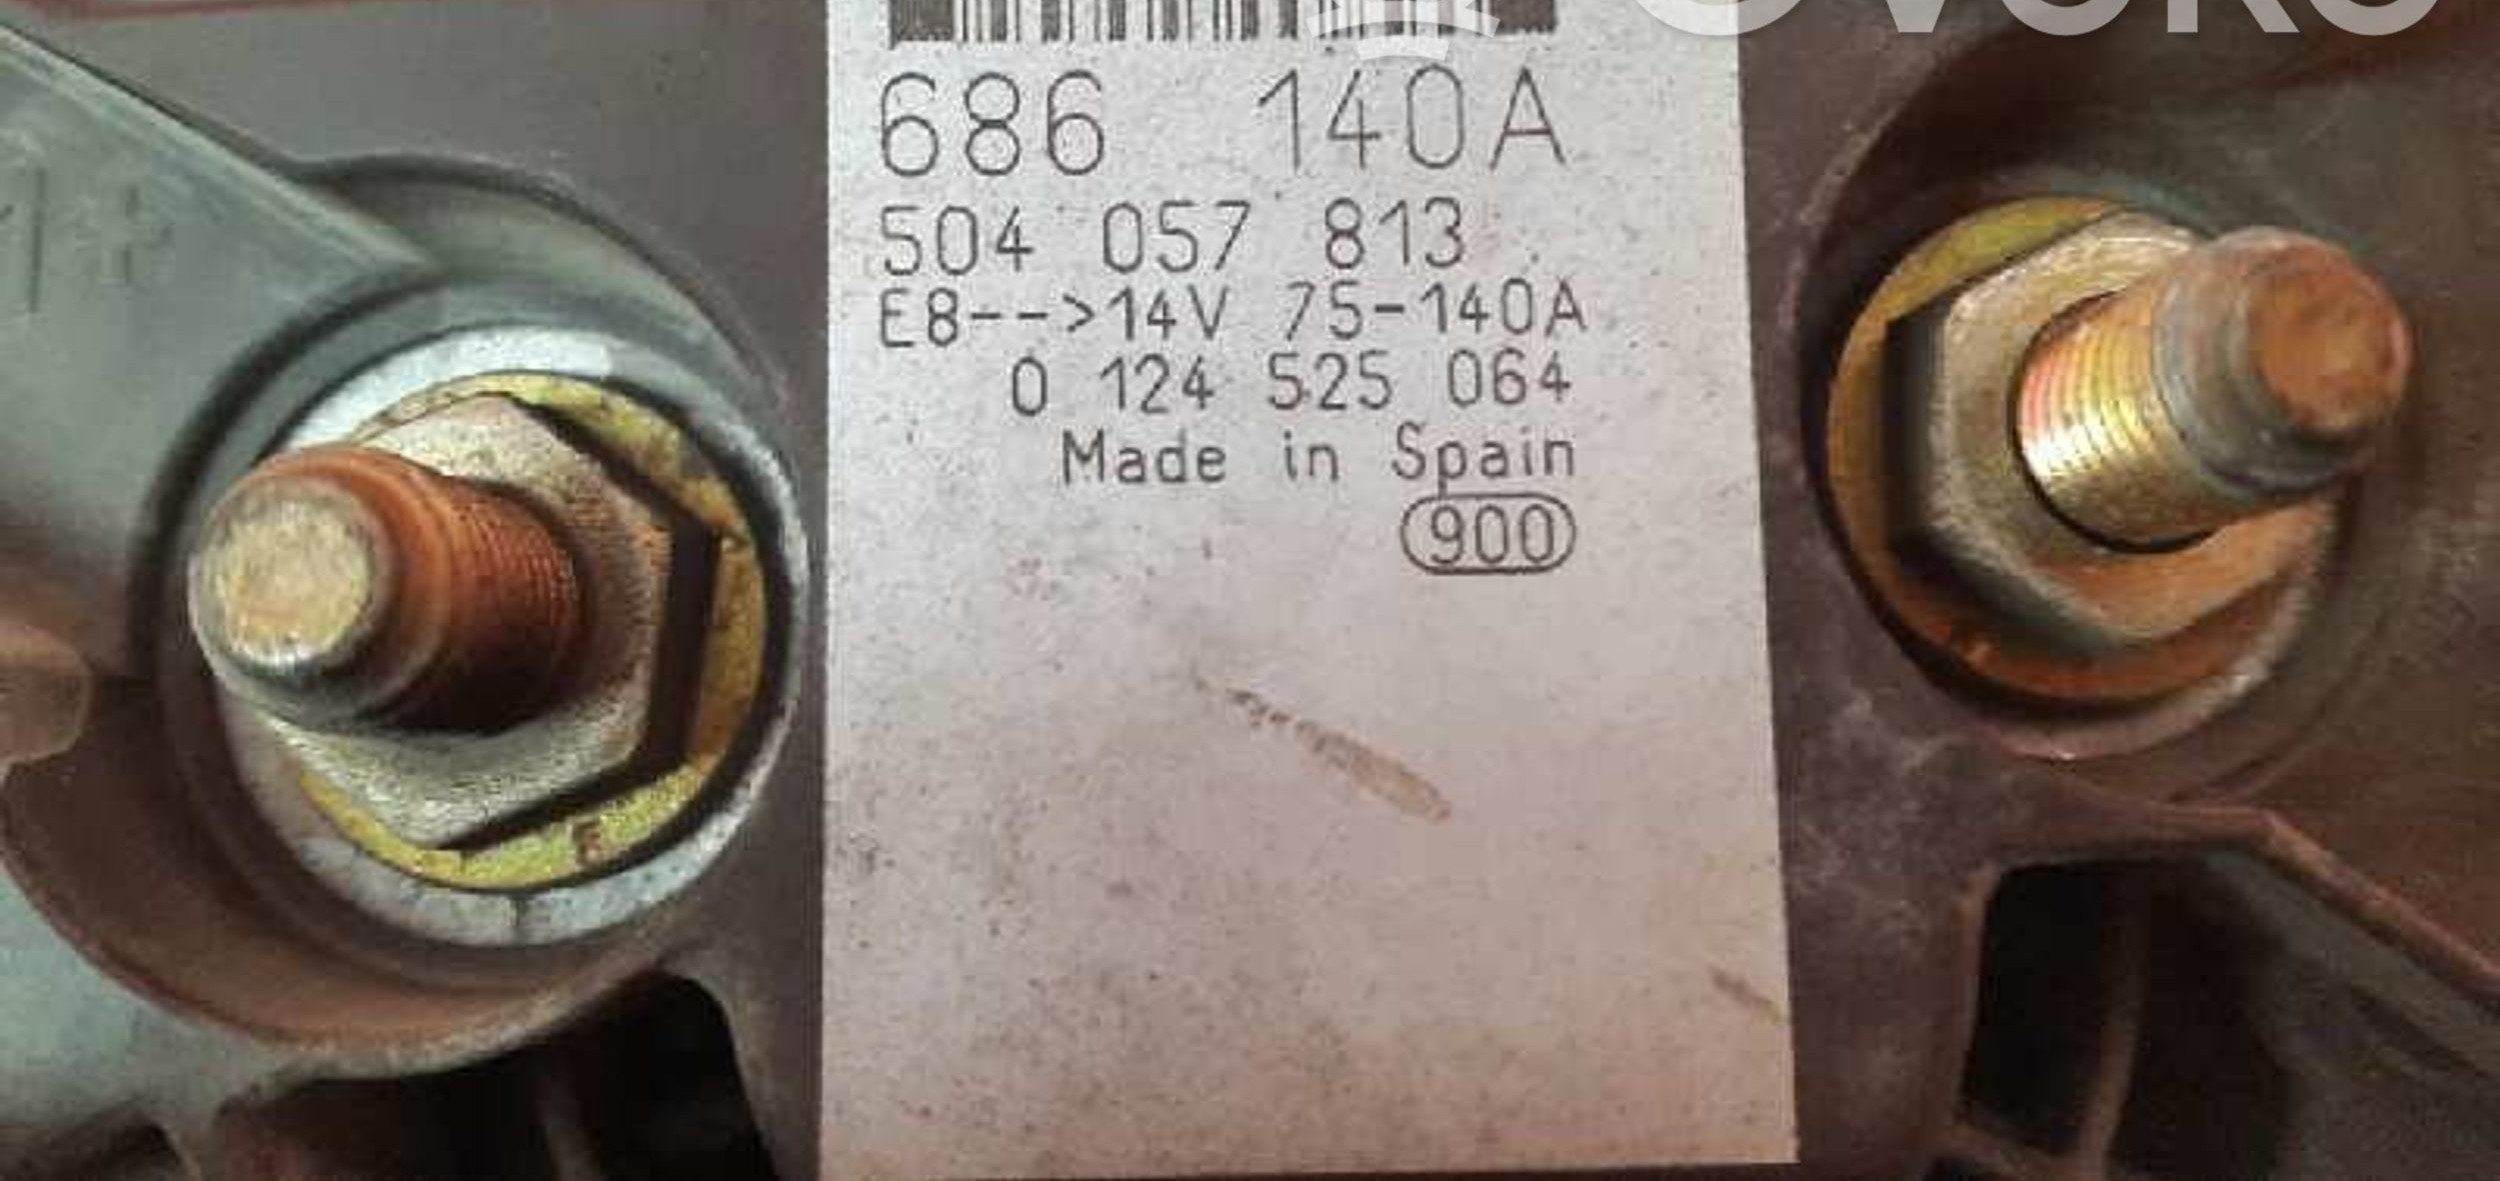 686 140A
504 057 813
E8-->14V 75-140A
0 124 525 064
Made in Spain
900